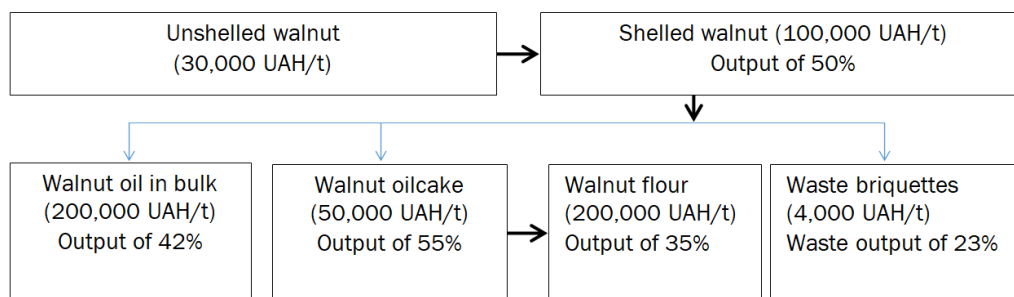 Unshelled walnut
(30,000 UAH/t)
Shelled walnut (100,000 UAH/t)
Output of 50%
Walnut oil in bulk
(200,000 UAH/t)
Output of 42%
Walnut oilcake
(50,000 UAH/t)
Output of 55%
Walnut flour
(200,000 UAH/t)
Output of 35%
Waste briquettes
(4,000 UAH/t)
Waste output of 23%